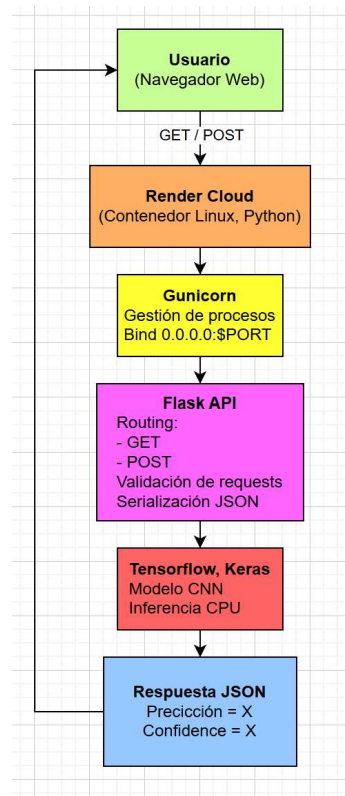 Usuario
(Navegador Web)
GET / POST
Render Cloud
(Contenedor Linux, Python)
Gunicorn
Gestión de procesos
Bind 0.0.0.0:$PORT
Flask API
Routing:
- GET
- POST
Validación de requests
Serialización JSON
Tensorflow, Keras
Modelo CNN
Inferencia CPU
Respuesta JSON
Precicción = X
Confidence = X